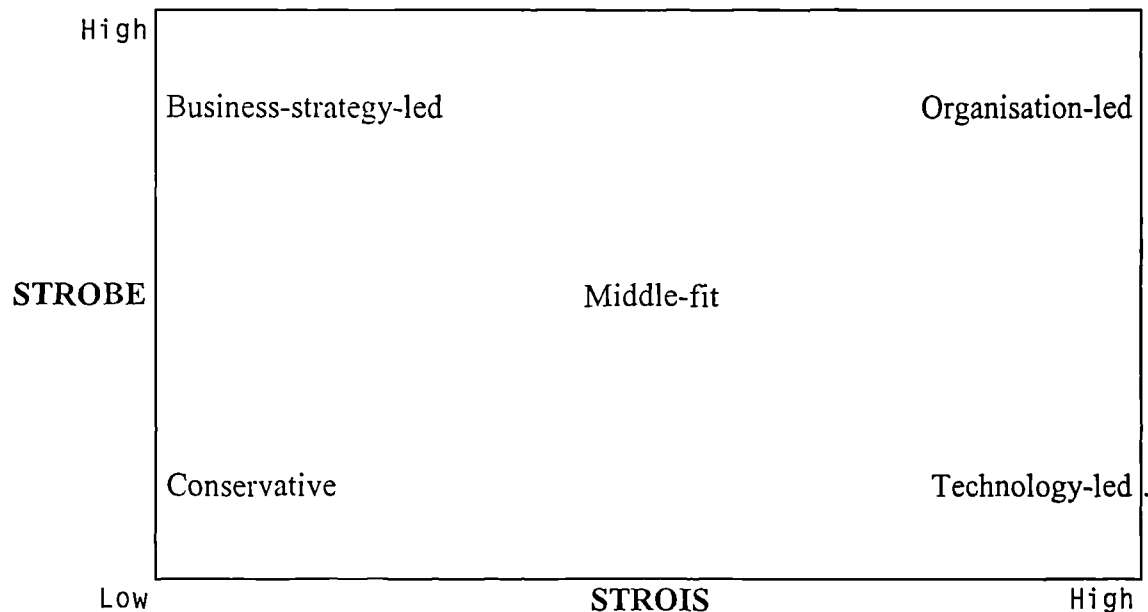 High
Business-strategy-led Organisation-led
STROBE Middle-fit
Conservative Technology-led
Low STROIS High